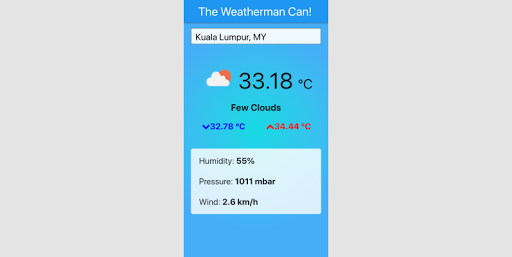 The Weatherman Can!
Kuala Lumpur, MY
33.18 °C
Few Clouds
32.78 °C 34.44 °C
Humidity: 55%
Pressure: 1011 mbar
Wind: 2.6 km/h